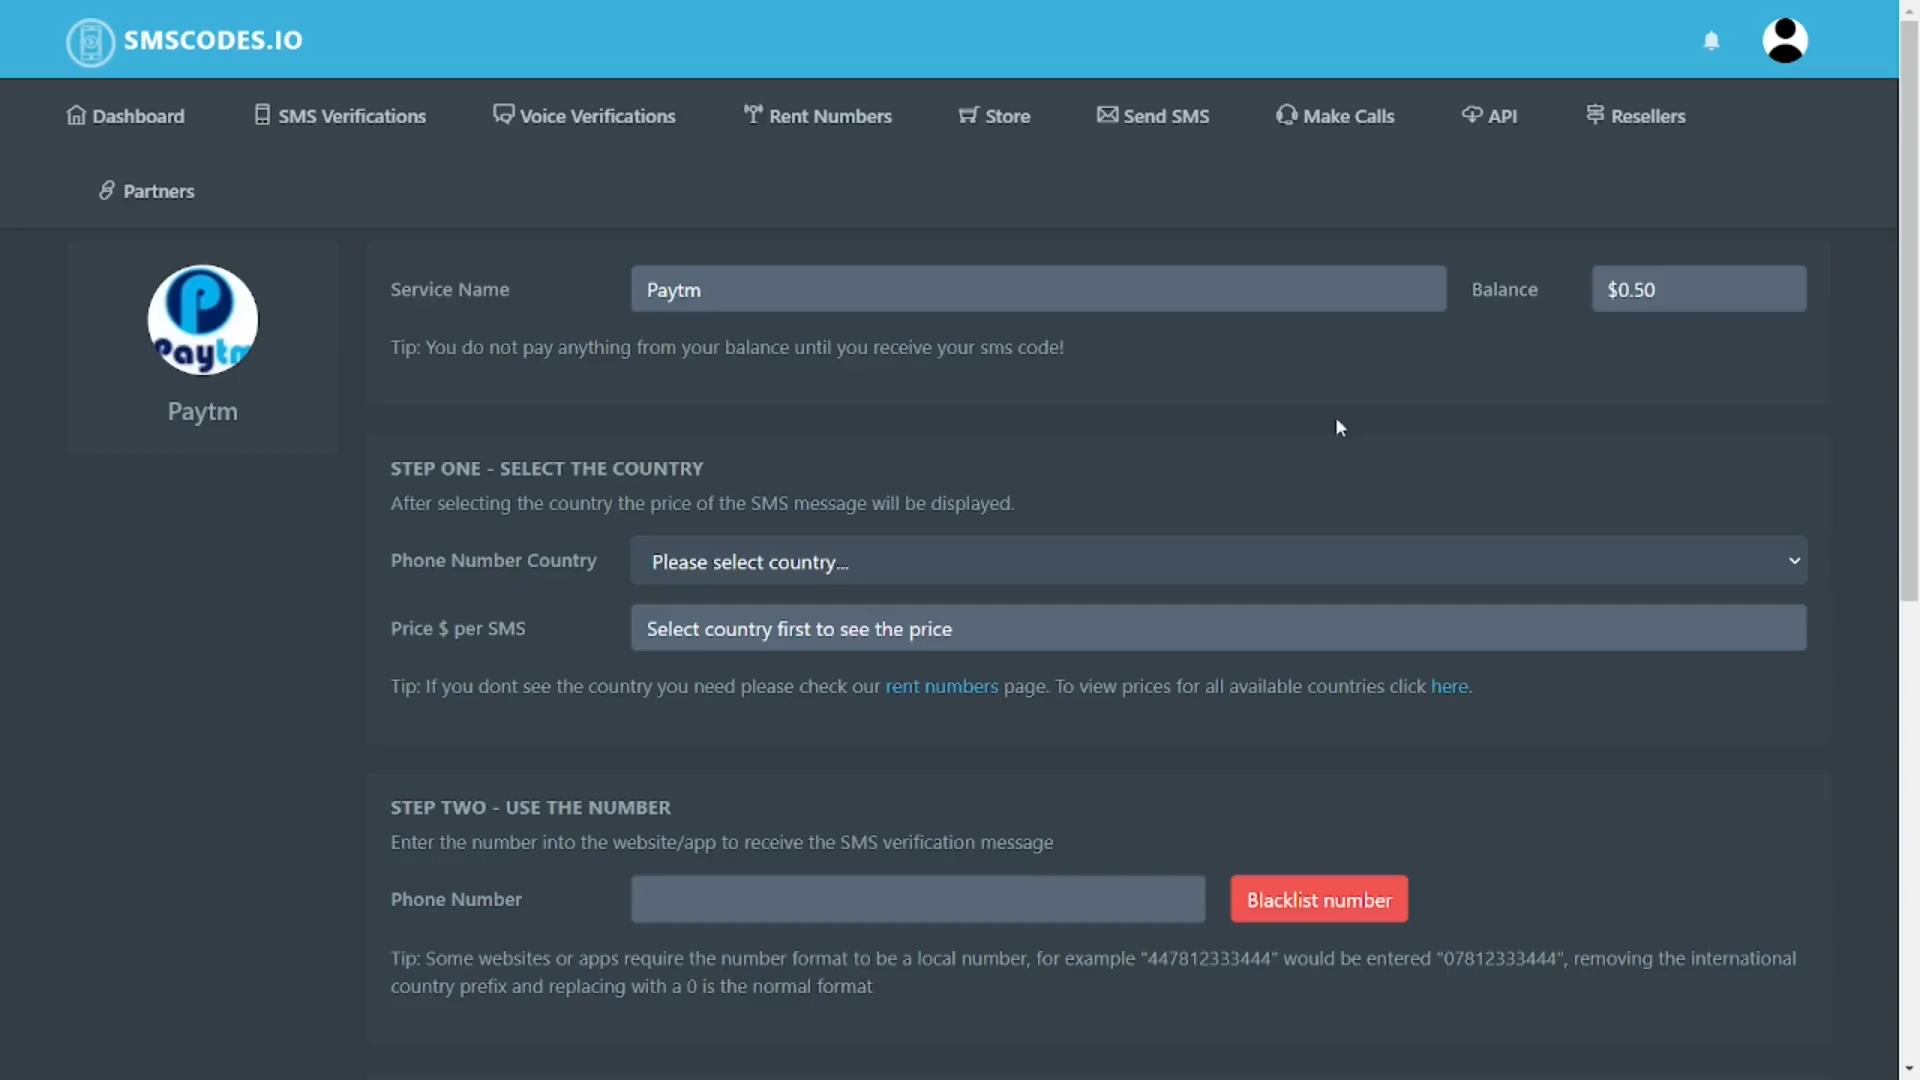 SMSCODES.IO
Dashboard
SMS Verifications
Voice Verifications
Rent Numbers
Store
Send SMS
Make Calls
API
Resellers
Partners
Paytm
Paytm
Service Name
Paytm
Balance
$0.50
Tip: You do not pay anything from your balance until you receive your sms code!
STEP ONE - SELECT THE COUNTRY
After selecting the country the price of the SMS message will be displayed.
Phone Number Country
Please select country...
Price $ per SMS
Select country first to see the price
Tip: If you dont see the country you need please check our rent numbers page. To view prices for all available countries click here.
STEP TWO - USE THE NUMBER
Enter the number into the website/app to receive the SMS verification message
Phone Number
Blacklist number
Tip: Some websites or apps require the number format to be a local number, for example "447812333444" would be entered "07812333444", removing the international
country prefix and replacing with a 0 is the normal format